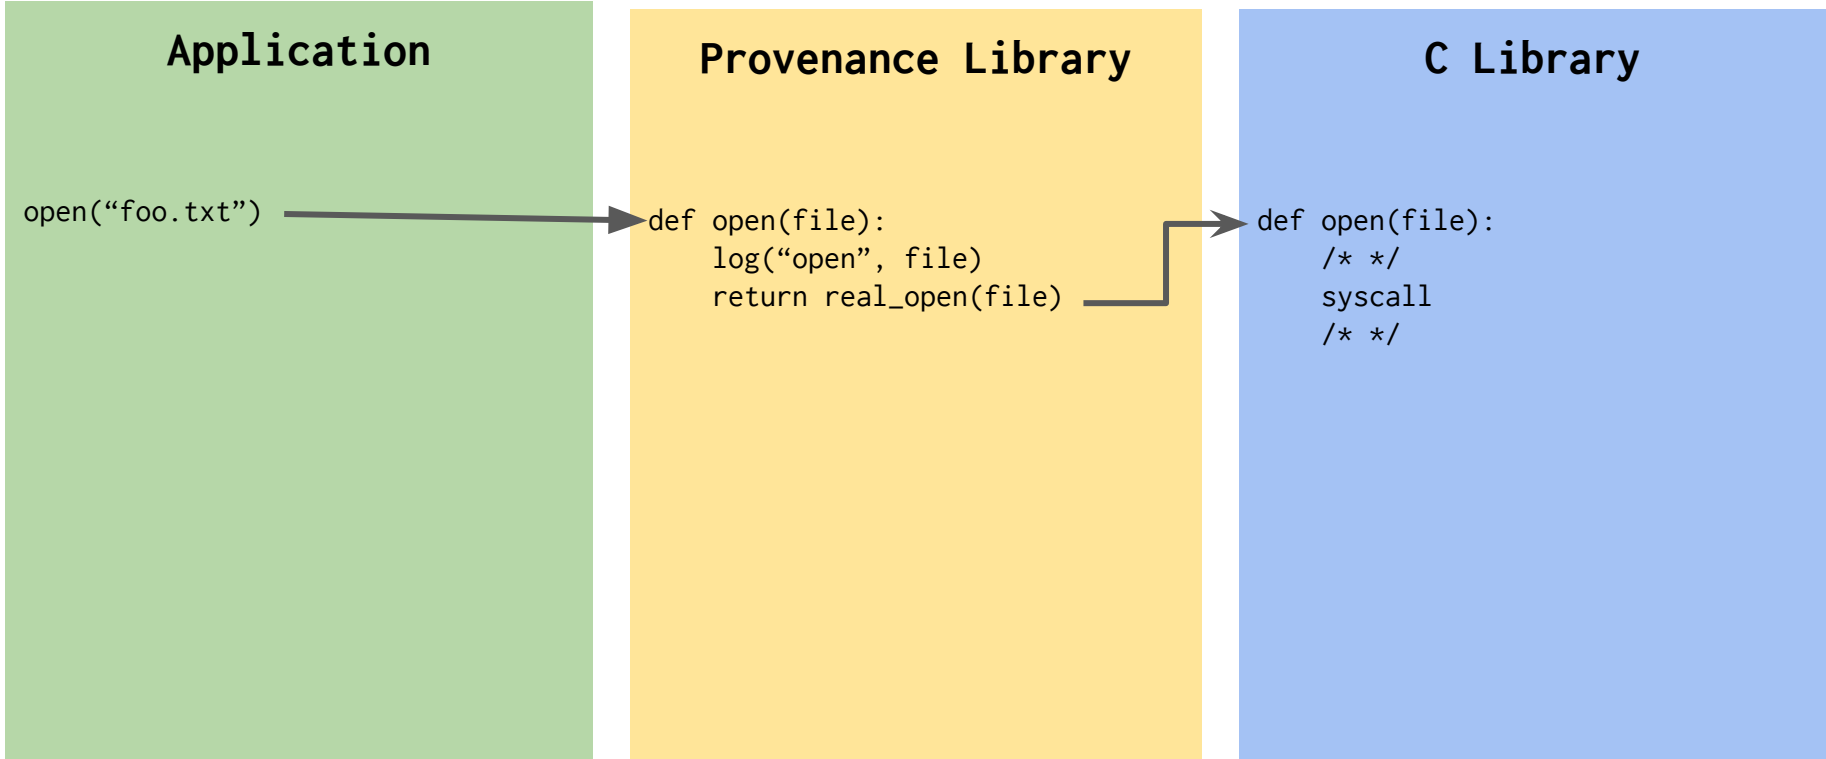 Application
open(“foo.txt”)
Provenance Library
def open(file):
    log(“open”, file)
    return real_open(file)
C Library
def open(file):
    /* */
    syscall
    /* */